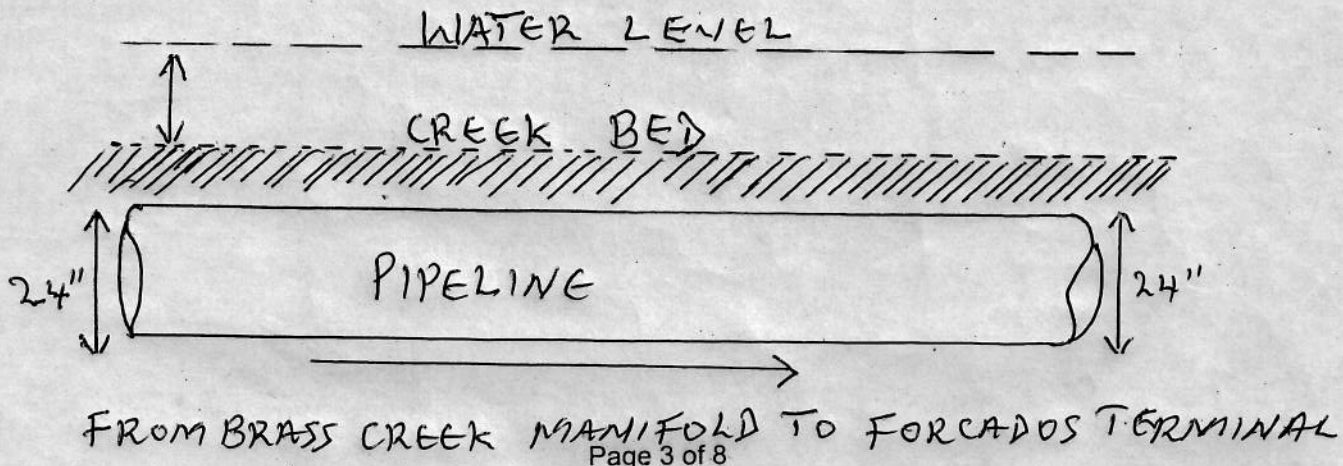 WATER LEVEL
CREEK BED
24" PIPELINE 24"
FROM BRASS CREEK MANIFOLD TO FORCADOS TERMINAL
Page 3 of 8